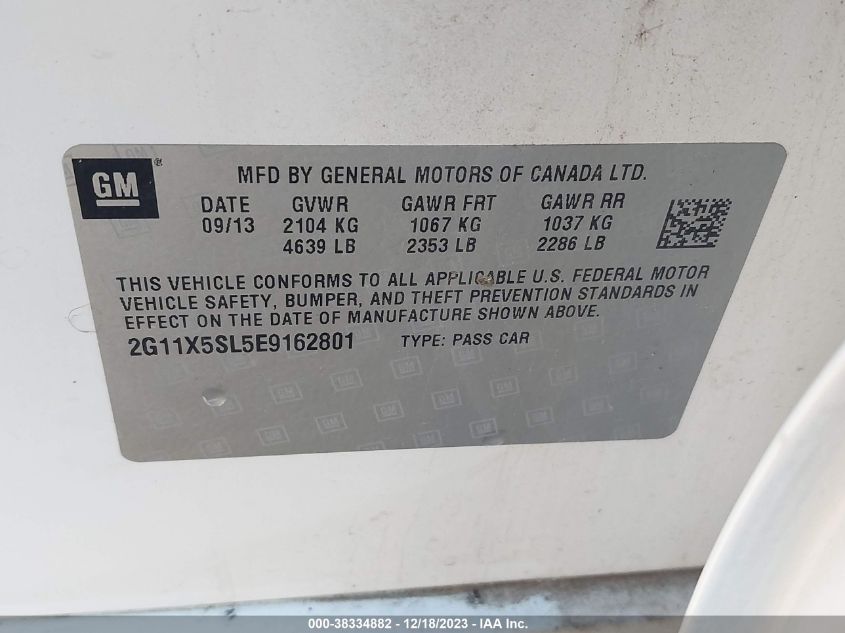 GM ®
MFD BY GENERAL MOTORS OF CANADA LTD.
DATE GVWR GAWR FRT GAWR RR
09/13 2104 KG 1067 KG 1037 KG
4639 LB 2353 LB 2286 LB
THIS VEHICLE CONFORMS TO ALL APPLICABLE U.S. FEDERAL MOTOR
VEHICLE SAFETY, BUMPER, AND THEFT PREVENTION STANDARDS IN
EFFECT ON THE DATE OF MANUFACTURE SHOWN ABOVE.
2G11X5SL5E9162801 TYPE: PASS CAR
000-38334882 - 12/18/2023 - IAA Inc.